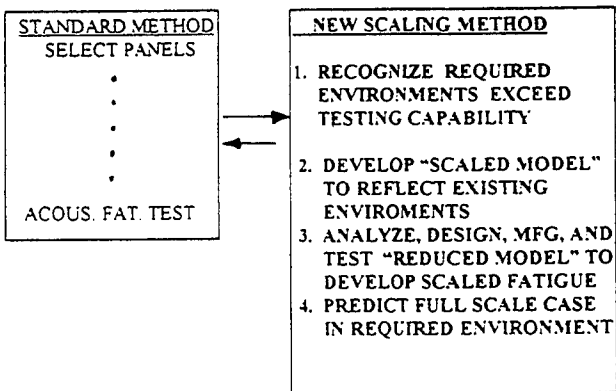 STANDARD METHOD
SELECT PANELS
ACOUS. FAT. TEST
NEW SCALING METHOD
1. RECOGNIZE REQUIRED
ENVIRONMENTS EXCEED
TESTING CAPABILITY
2. DEVELOP "SCALED MODEL"
TO REFLECT EXISTING
ENVIROMENTS
3. ANALYZE, DESIGN, MFG, AND
TEST "REDUCED MODEL" TO
DEVELOP SCALED FATIGUE
4. PREDICT FULL SCALE CASE
IN REQUIRED ENVIRONMENT